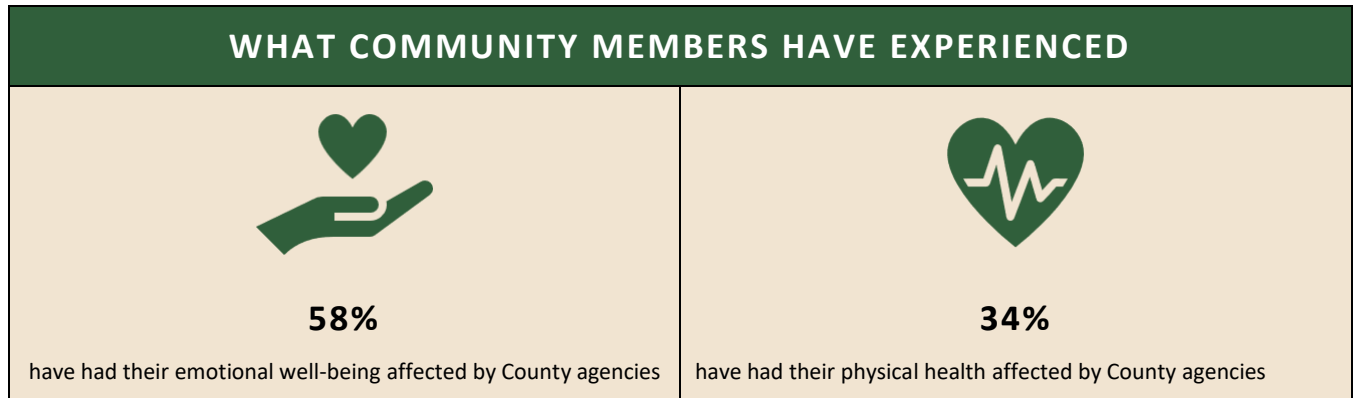 WHAT COMMUNITY MEMBERS HAVE EXPERIENCED
58%
have had their emotional well-being affected by County agencies
34%
have had their physical health affected by County agencies